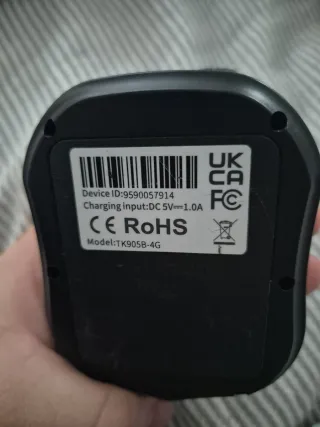 UK
CA
Device ID:9590057914
Charging input:DC 5V⎓1.0A
FC
CE RoHS
Model:TK905B-4G